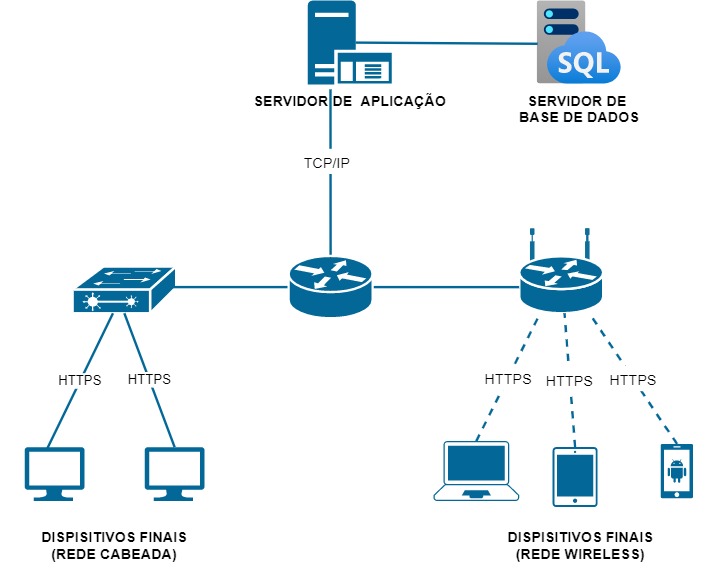 SQL
SERVIDOR DE APLICAÇÃO
SERVIDOR DE
BASE DE DADOS
TCP/IP
HTTPS
HTTPS
HTTPS
HTTPS
HTTPS
DISPISITIVOS FINAIS
(REDE CABEADA)
DISPISITIVOS FINAIS
(REDE WIRELESS)